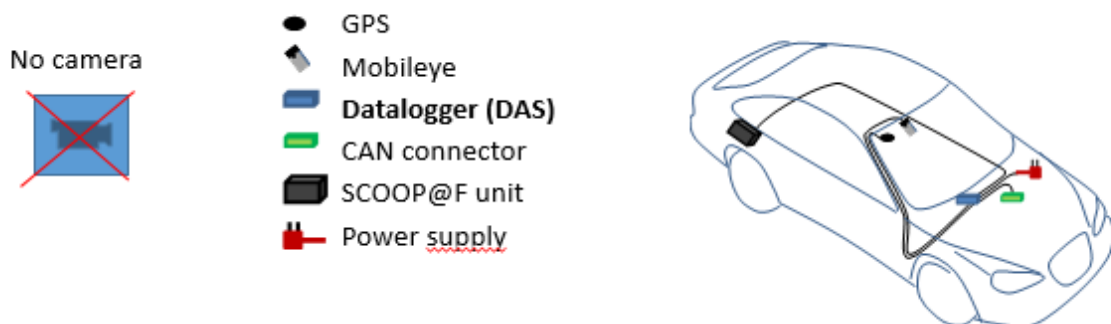 No camera
GPS
Mobileye
Datalogger (DAS)
CAN connector
SCOOP@F unit
Power supply